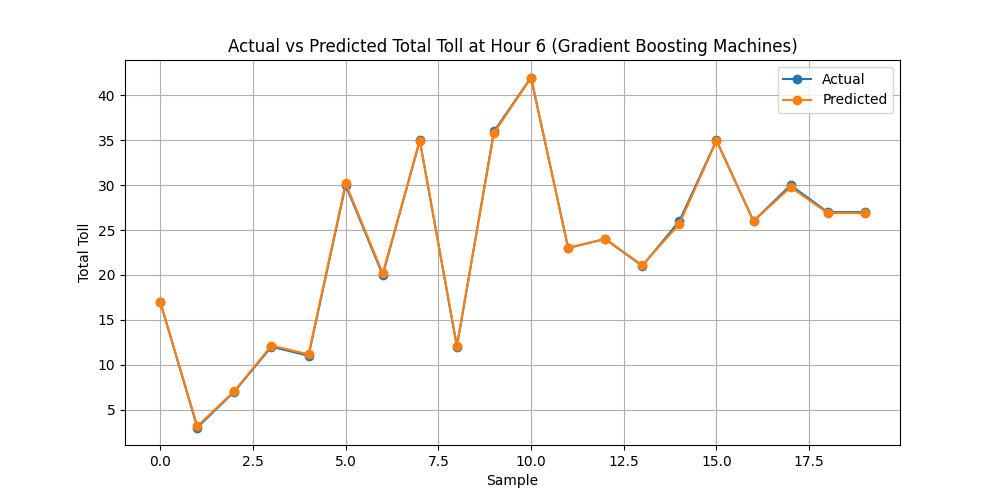 Actual vs Predicted Total Toll at Hour 6 (Gradient Boosting Machines)
Actual
Predicted
40
35
30
25
20
15
10
5
Total Toll
0.0 2.5 5.0 7.5 10.0 12.5 15.0 17.5
Sample